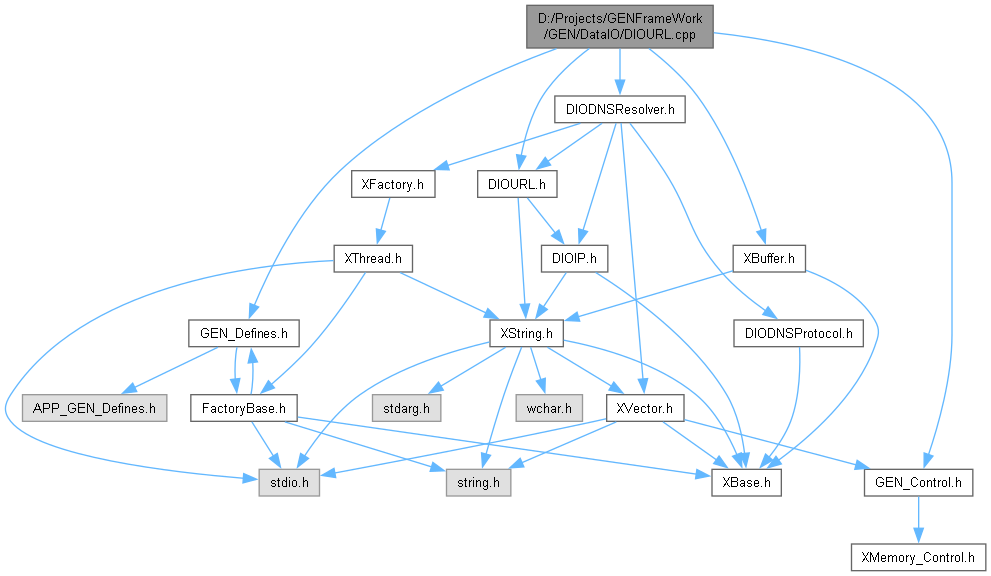 D:/Projects/GENFrameWork
/GEN/DataIO/DIOURL.cpp
DIODNSResolver.h
XFactory.h
DIOURL.h
XThread.h
DIOIP.h
XBuffer.h
GEN_Defines.h
XString.h
DIODNSProtocol.h
APP_GEN_Defines.h
FactoryBase.h
stdarg.h
wchar.h
XVector.h
stdio.h
string.h
XBase.h
GEN_Control.h
XMemory_Control.h